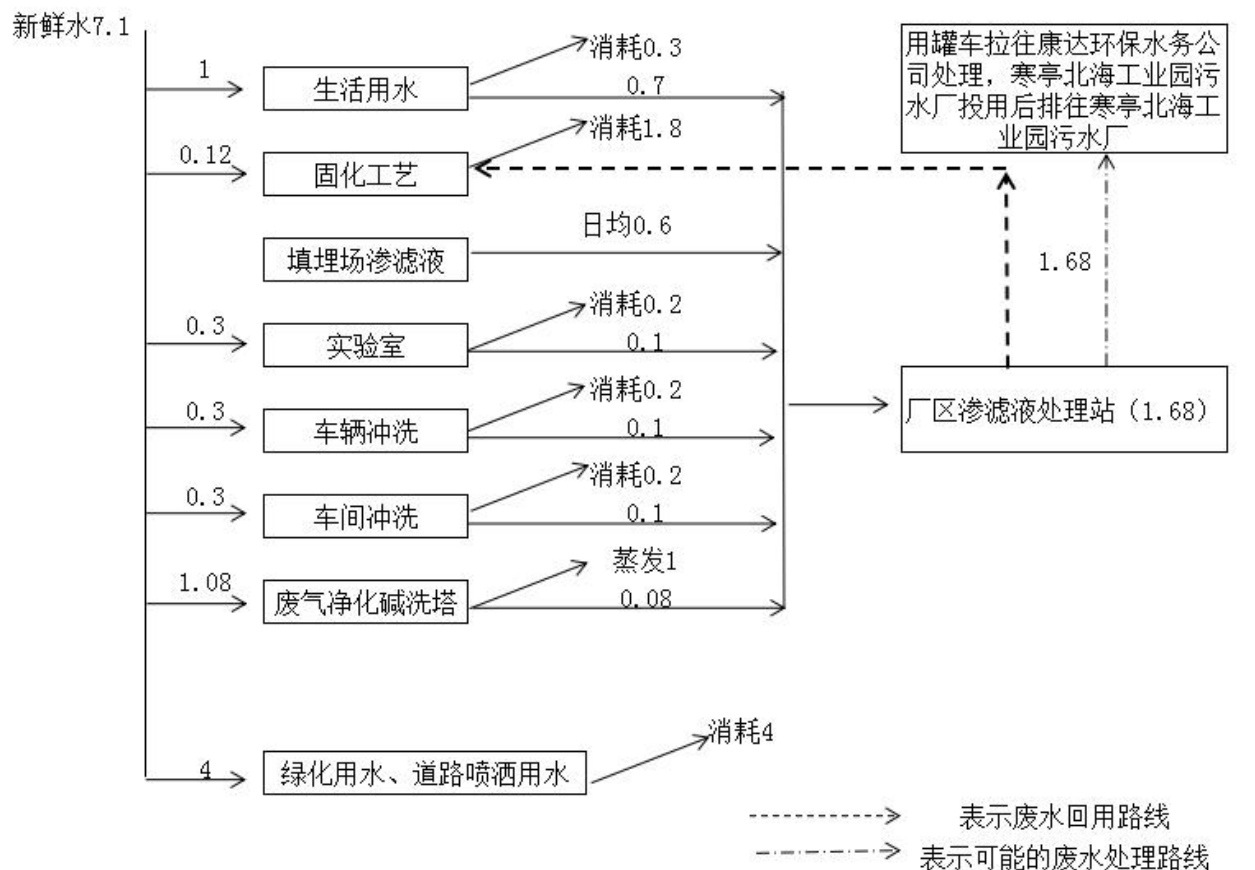 新鲜水7.1
用罐车拉往康达环保水务公
司处理，寒亭北海工业园污
水厂投用后排往寒亭北海工
业园污水厂
1
生活用水
消耗0.3
0.7
0.12
固化工艺
消耗1.8
填埋场渗滤液
日均0.6
1.68
0.3
实验室
消耗0.2
0.1
厂区渗滤液处理站（1.68）
0.3
车辆冲洗
消耗0.2
0.1
0.3
车间冲洗
消耗0.2
0.1
1.08
废气净化碱洗塔
蒸发1
0.08
4
绿化用水、道路喷洒用水
消耗4
表示废水回用路线
表示可能的废水处理路线